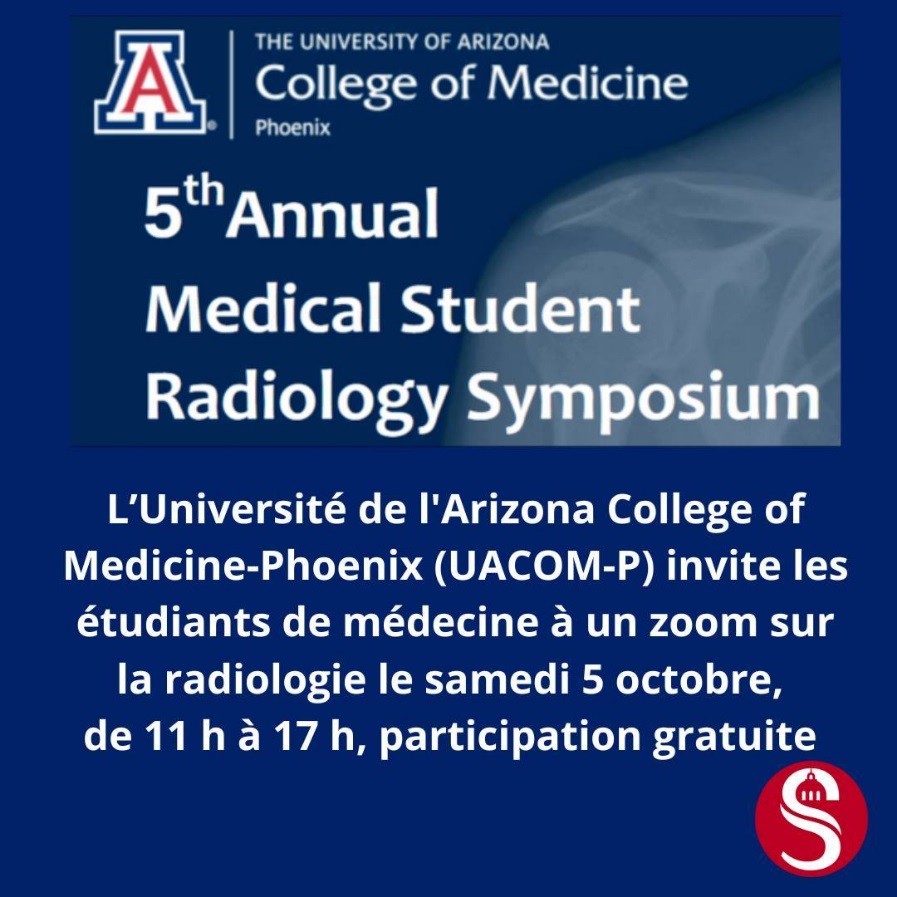 THE UNIVERSITY OF ARIZONA
College of Medicine
Phoenix
5th Annual
Medical Student
Radiology Symposium
L’Université de l'Arizona College of
Medicine-Phoenix (UACOM-P) invite les
étudiants de médecine à un zoom sur
la radiologie le samedi 5 octobre,
de 11 h à 17 h, participation gratuite